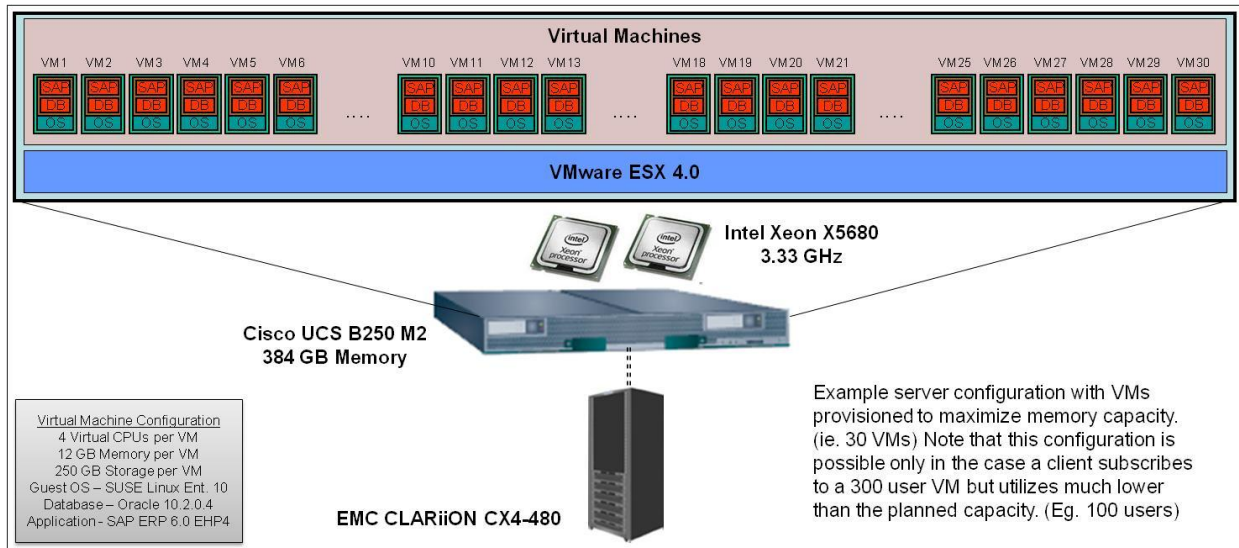 Virtual Machines
VM1 VM2 VM3 VM4 VM5 VM6 VM10 VM11 VM12 VM13 VM18 VM19 VM20 VM21 VM25 VM26 VM27 VM28 VM29 VM30
SAP SAP SAP SAP SAP SAP SAP SAP SAP SAP SAP SAP SAP SAP SAP SAP SAP SAP SAP SAP
DB DB DB DB DB DB DB DB DB DB DB DB DB DB DB DB DB DB DB DB
OS OS OS OS OS OS .... OS OS OS OS .... OS OS OS OS .... OS OS OS OS OS OS
VMware ESX 4.0
intel
Xeon
processor
intel
Xeon
processor
Intel Xeon X5680
3.33 GHz
Cisco UCS B250 M2
384 GB Memory
Virtual Machine Configuration
4 Virtual CPUs per VM
12 GB Memory per VM
250 GB Storage per VM
Guest OS – SUSE Linux Ent. 10
Database – Oracle 10.2.0.4
Application - SAP ERP 6.0 EHP4
EMC CLARiiON CX4-480
Example server configuration with VMs
provisioned to maximize memory capacity.
(ie. 30 VMs) Note that this configuration is
possible only in the case a client subscribes
to a 300 user VM but utilizes much lower
than the planned capacity. (Eg. 100 users)